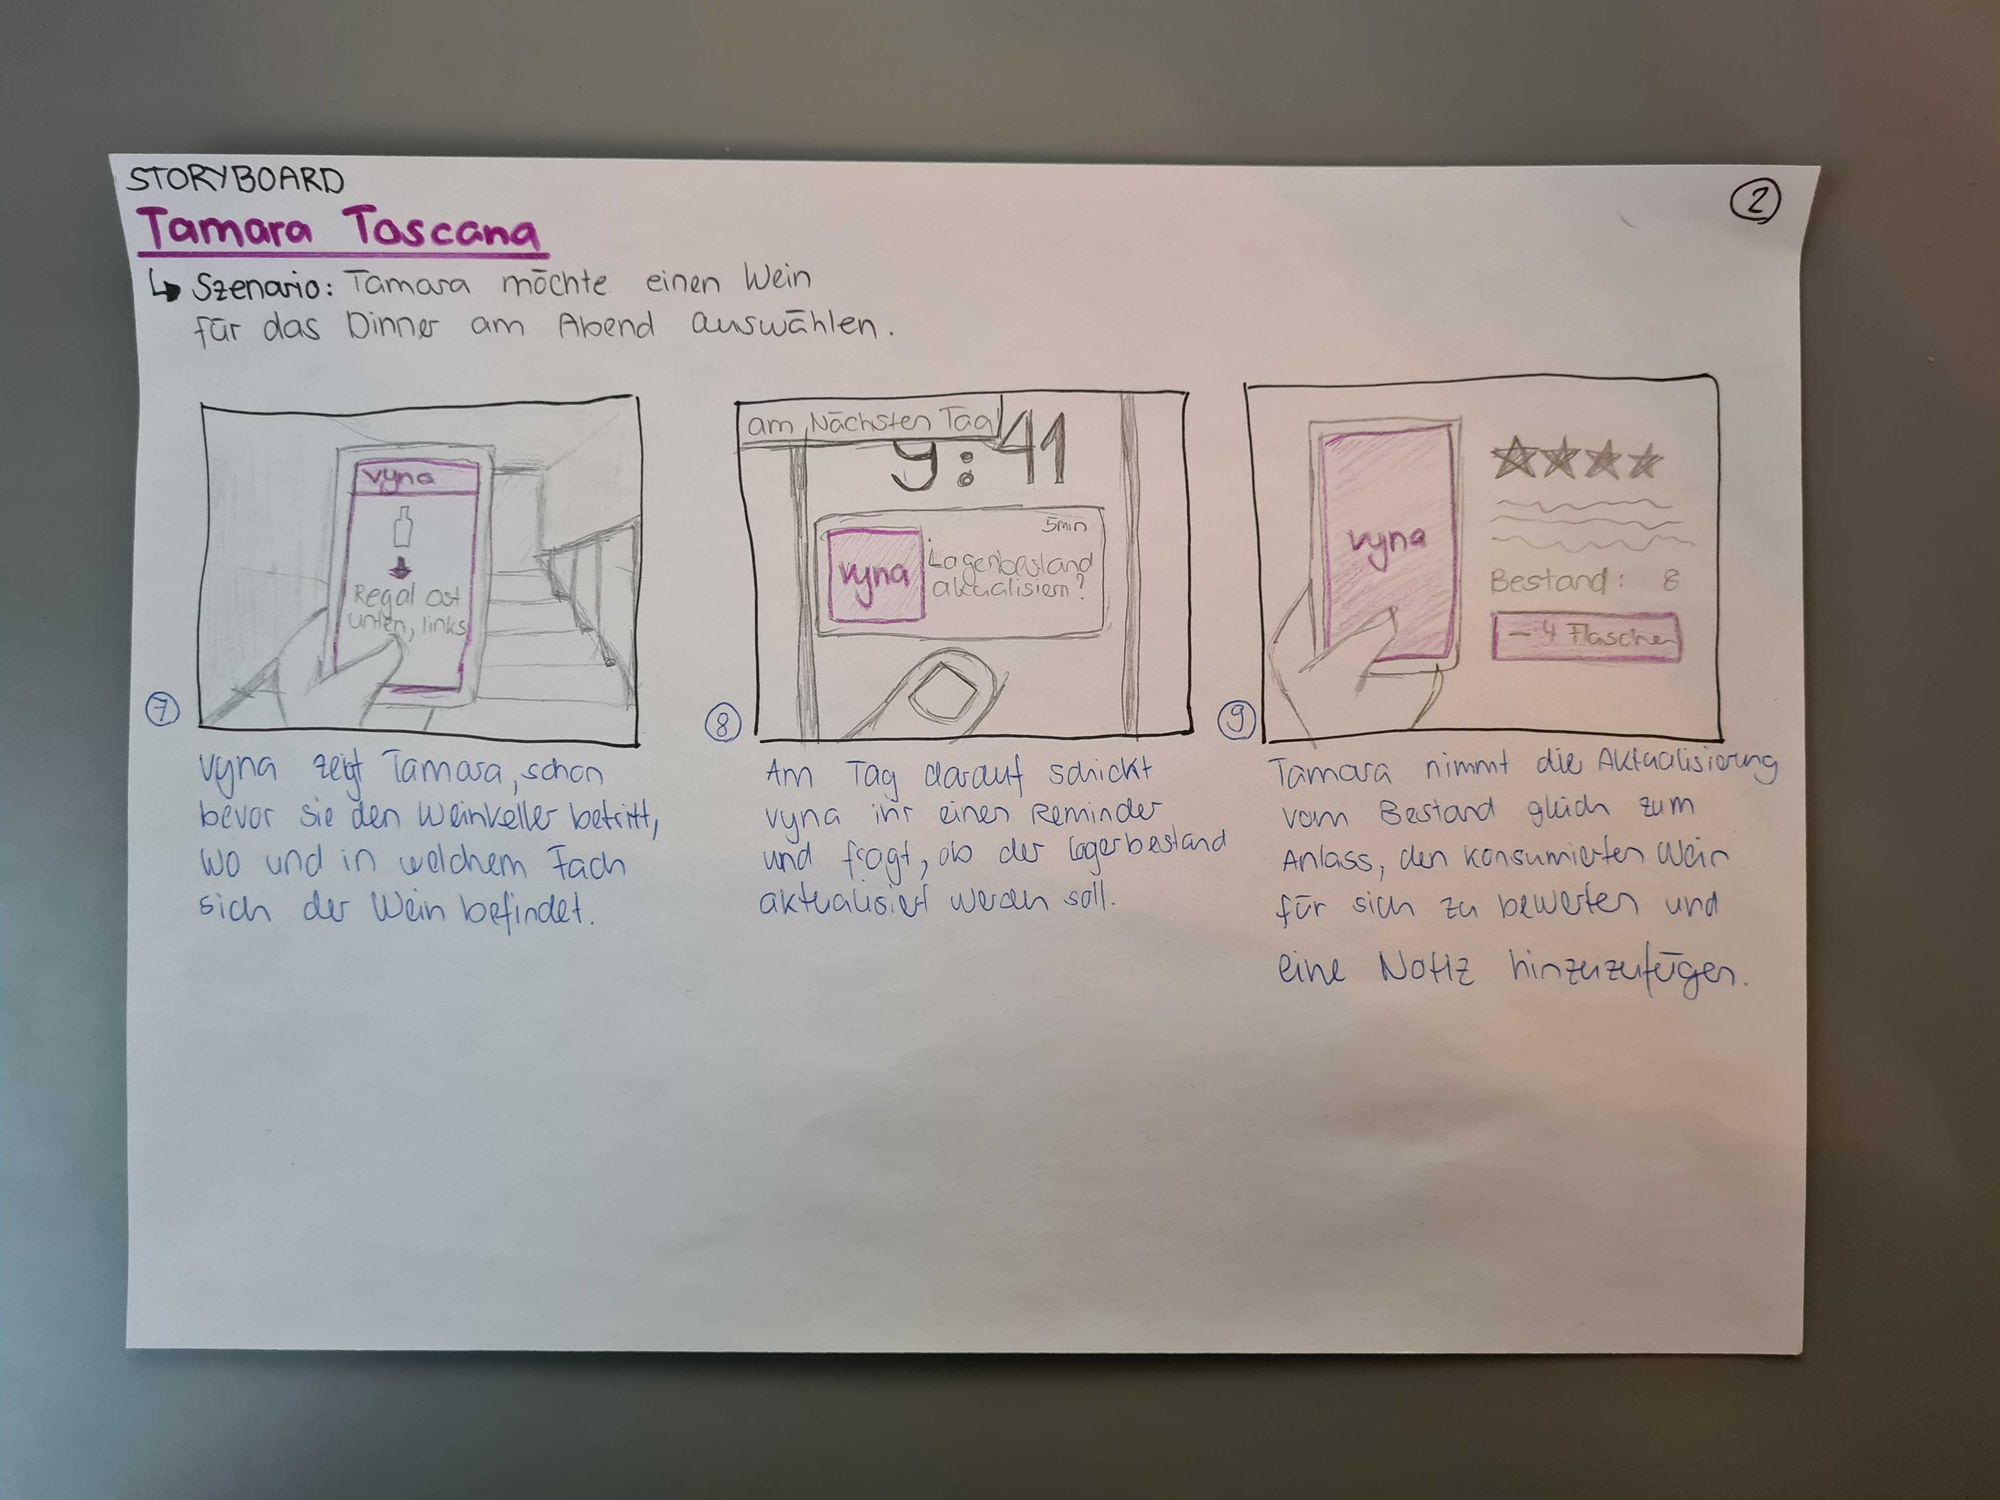 STORYBOARD
2
Tamara Toscana
↳ Szenario: Tamara möchte einen Wein
für das Dinner am Abend auswählen.
vyna
Regal ost
unten, links
7
vyna zeigt Tamara, schon
bevor sie den Weinkeller betritt,
wo und in welchem Fach
sich der Wein befindet.
am Nächsten Tag
9:41
5min
vyna
Lagerbestand
aktualisiern?
8
Am Tag darauf schickt
vyna ihr einen Reminder
und fragt, ob der Lagerbestand
aktualisiert werden soll.
vyna
Bestand: 8
- 4 Flaschen
9
Tamara nimmt die Aktualisierung
vom Bestand gleich zum
Anlass, den konsumierten Wein
für sich zu bewerten und
eine Notiz hinzuzufügen.